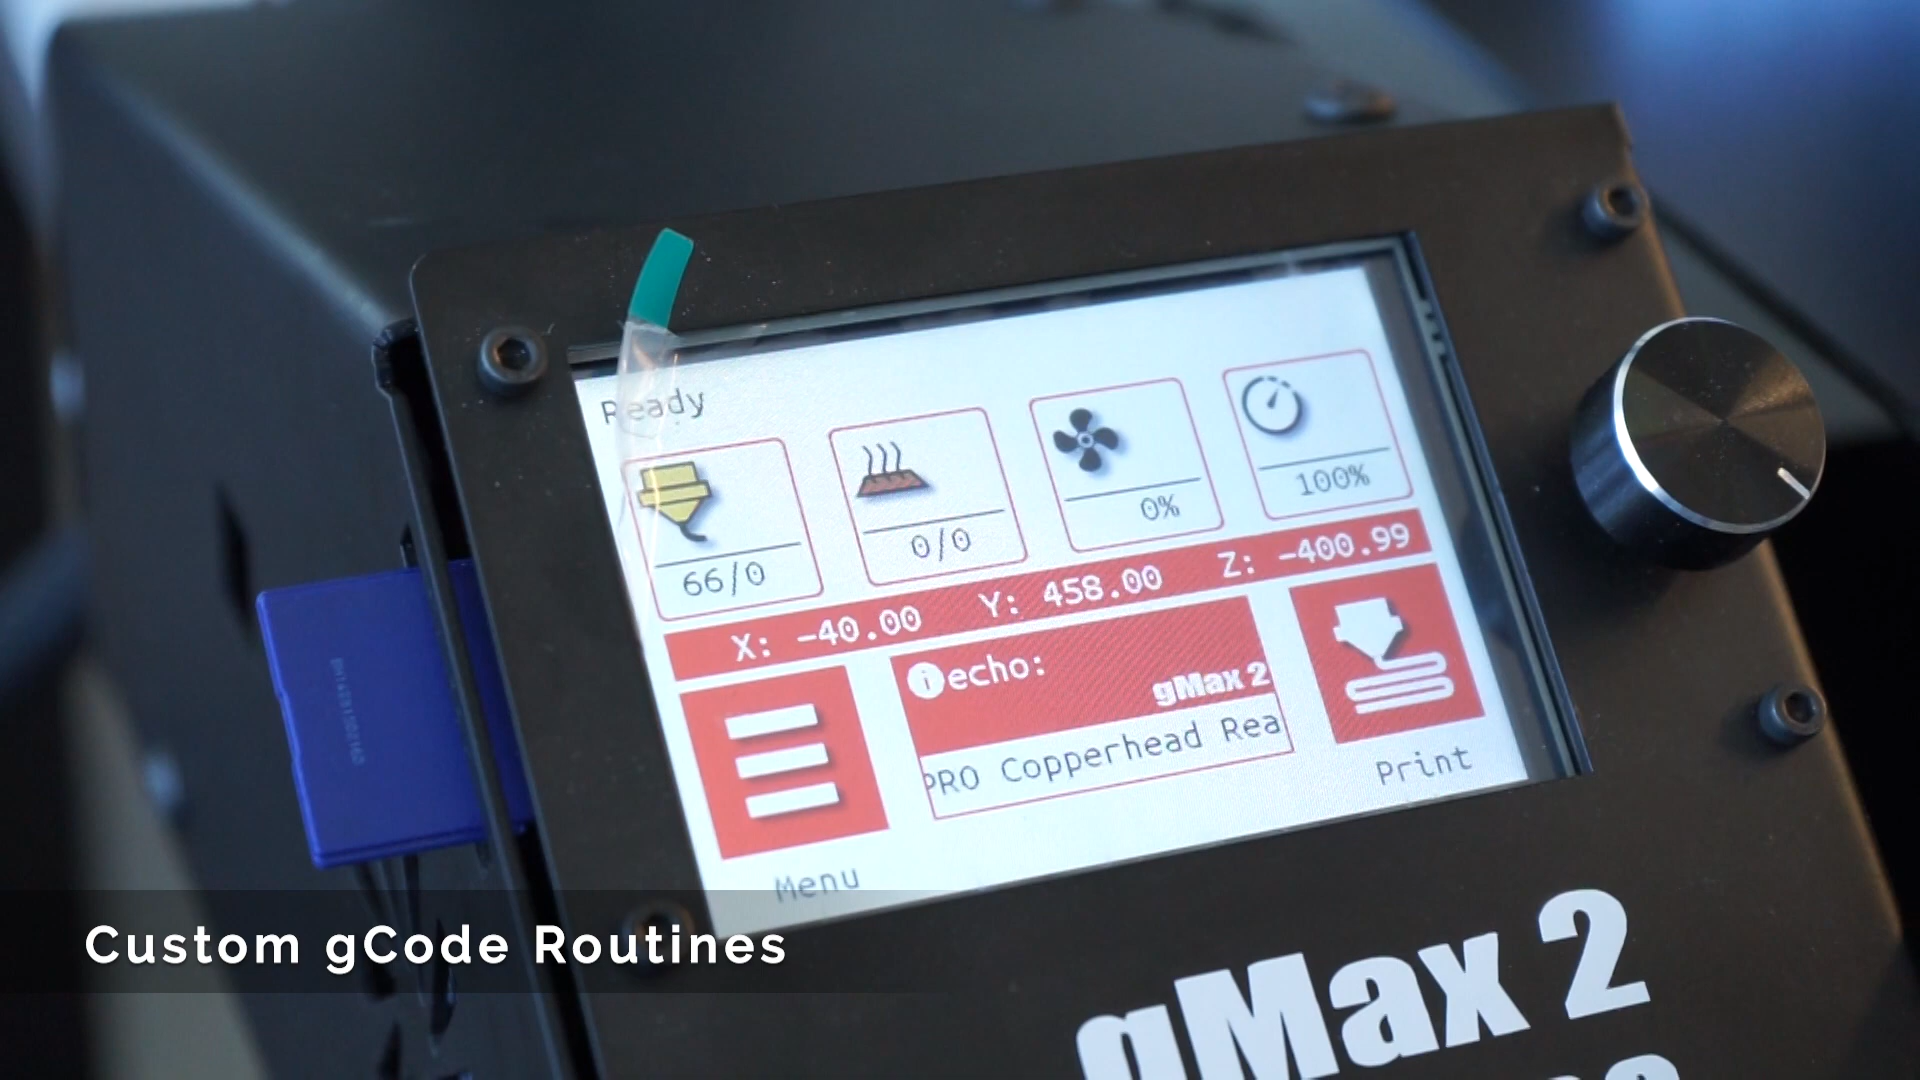 Ready
66/0
0/0
0%
100%
X: -40.00 Y: 458.00 Z: -400.99
echo:
gMax 2
PRO Copperhead Rea
Menu
Print
Custom gCode Routines
gMax 2